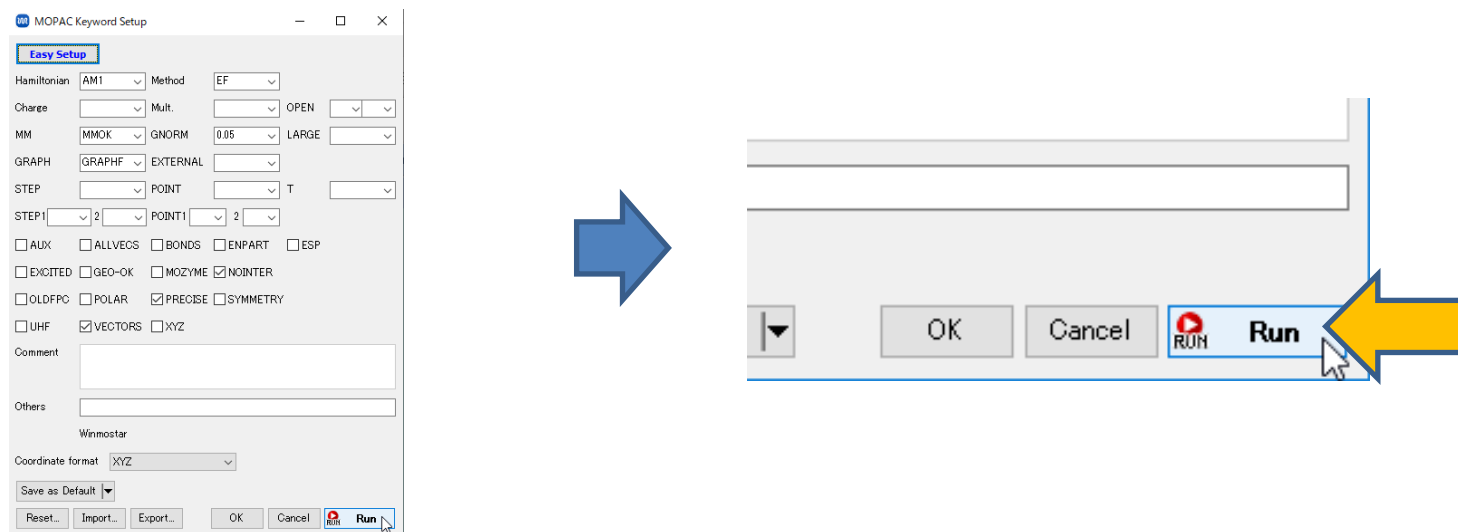 MOPAC Keyword Setup
Easy Setup
Hamiltonian AM1 Method EF
Charge Mult. OPEN
MM MMOK GNORM 0.05 LARGE
GRAPH GRAPHF EXTERNAL
STEP POINT T
STEP1 2 POINT1 2
AUX ALLVECS BONDS ENPART ESP
EXCITED GEO-OK MOZYME NOINTER
OLDFPC POLAR PRECISE SYMMETRY
UHF VECTORS XYZ
Comment
Others
Winmostar
Coordinate format XYZ
Save as Default
Reset... Import... Export... OK Cancel RUN Run
OK Cancel RUN Run